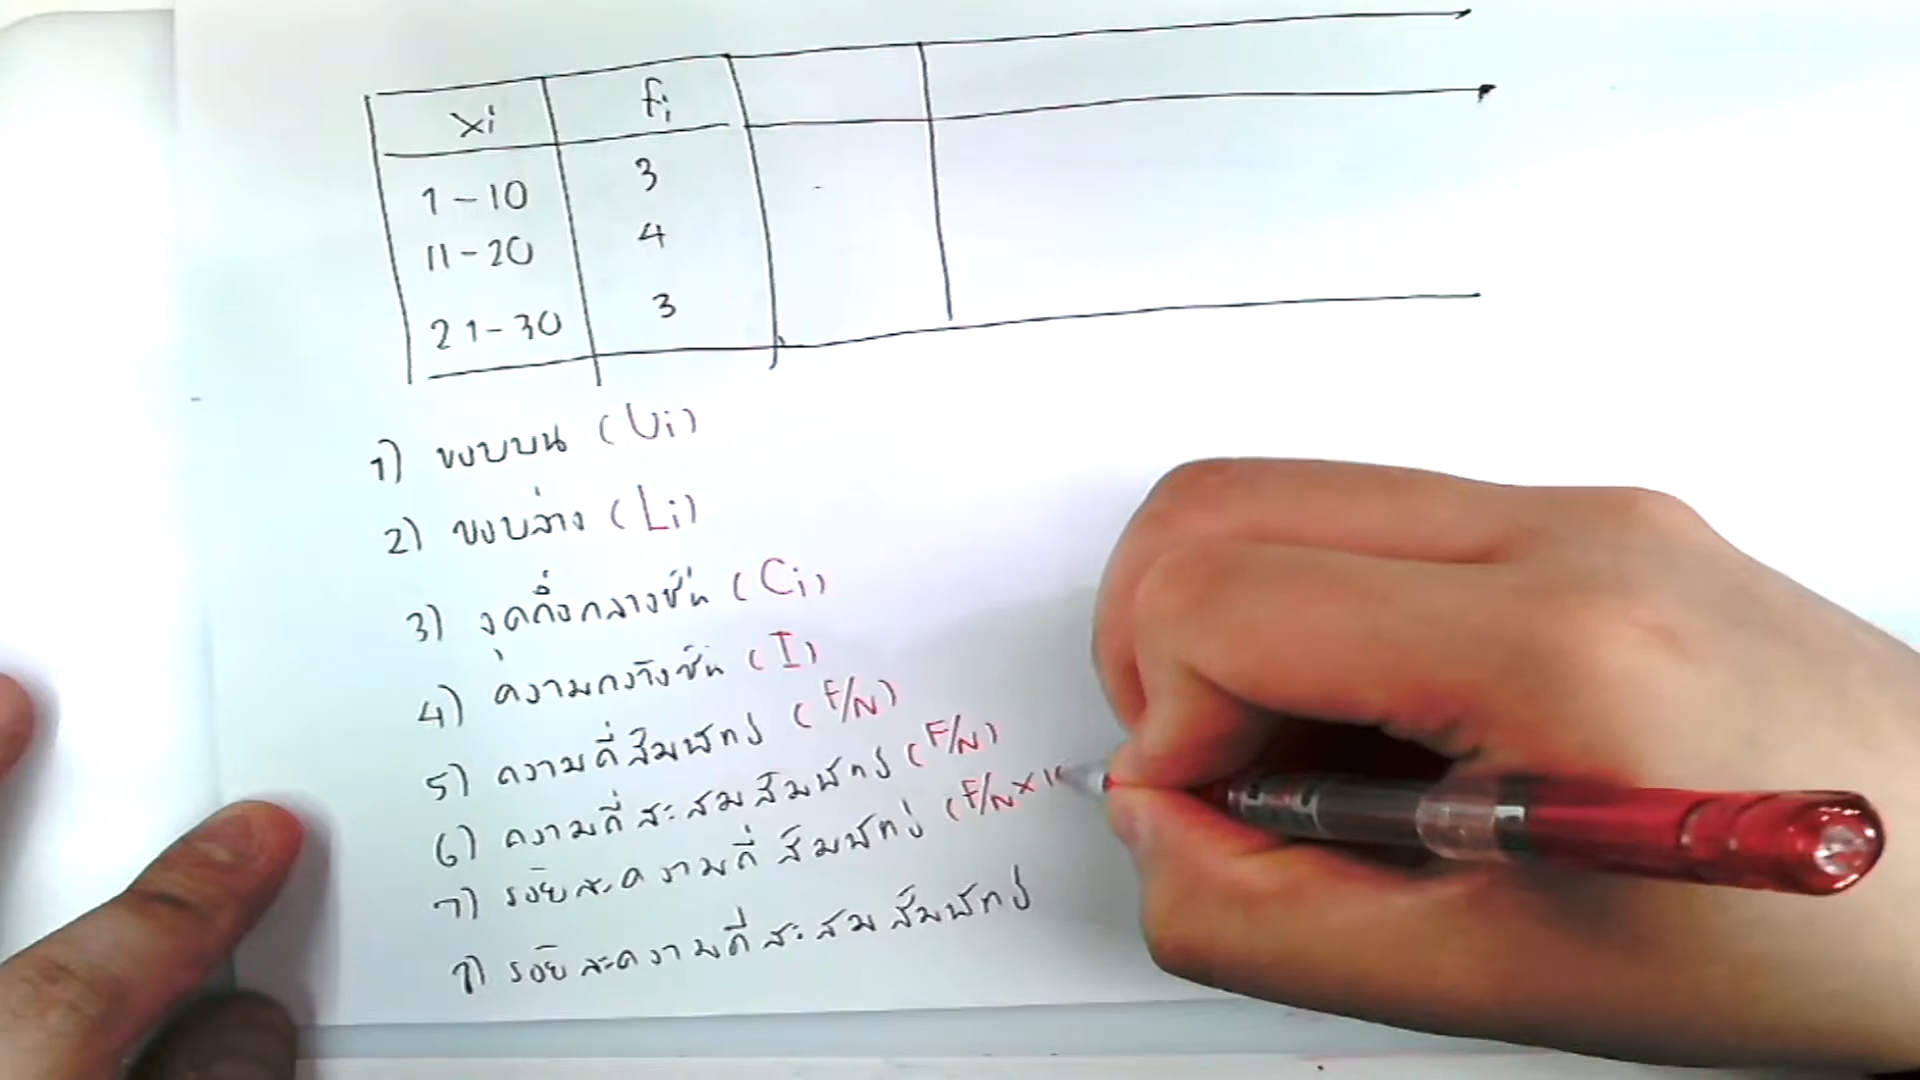 xi fi
1-10 3
11-20 4
21-30 3
1) ขอบบน (Ui)
2) ขอบล่าง (Li)
3) จุดกึ่งกลางชั้น (Ci)
4) ความกว้างชั้น (I)
5) ความถี่สัมพัทธ์ (F/N)
6) ความถี่สะสมสัมพัทธ์ (F/N)
7) ร้อยละความถี่สัมพัทธ์ (F/N×1
8) ร้อยละความถี่สะสมสัมพัทธ์